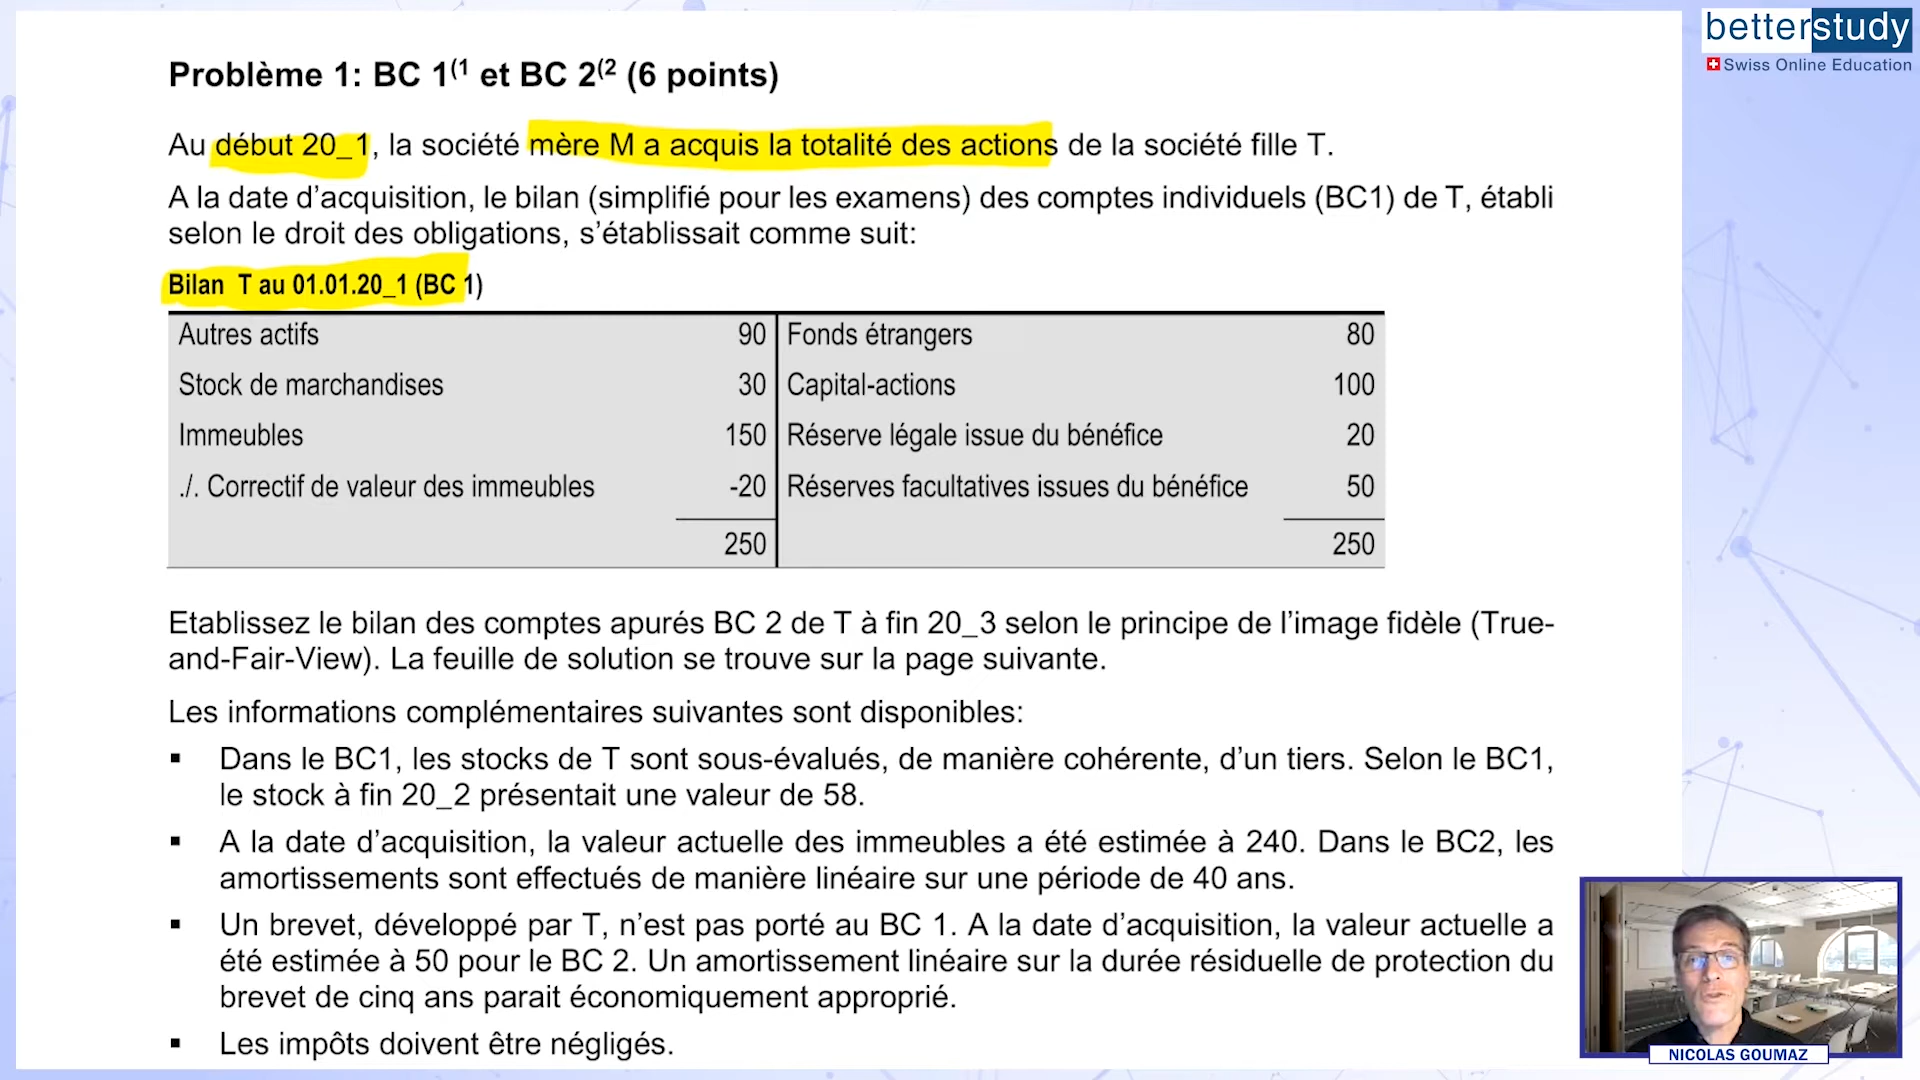 betterstudy
Swiss Online Education
Problème 1: BC 1⁽¹ et BC 2⁽² (6 points)
Au début 20_1, la société mère M a acquis la totalité des actions de la société fille T.
A la date d’acquisition, le bilan (simplifié pour les examens) des comptes individuels (BC1) de T, établi
selon le droit des obligations, s’établissait comme suit:
Bilan T au 01.01.20_1 (BC 1)
Autres actifs 90 Fonds étrangers 80
Stock de marchandises 30 Capital-actions 100
Immeubles 150 Réserve légale issue du bénéfice 20
./. Correctif de valeur des immeubles -20 Réserves facultatives issues du bénéfice 50
250 250
Etablissez le bilan des comptes apurés BC 2 de T à fin 20_3 selon le principe de l’image fidèle (True-
and-Fair-View). La feuille de solution se trouve sur la page suivante.
Les informations complémentaires suivantes sont disponibles:
▪ Dans le BC1, les stocks de T sont sous-évalués, de manière cohérente, d’un tiers. Selon le BC1,
le stock à fin 20_2 présentait une valeur de 58.
▪ A la date d’acquisition, la valeur actuelle des immeubles a été estimée à 240. Dans le BC2, les
amortissements sont effectués de manière linéaire sur une période de 40 ans.
▪ Un brevet, développé par T, n’est pas porté au BC 1. A la date d’acquisition, la valeur actuelle a
été estimée à 50 pour le BC 2. Un amortissement linéaire sur la durée résiduelle de protection du
brevet de cinq ans parait économiquement approprié.
▪ Les impôts doivent être négligés.
NICOLAS GOUMAZ